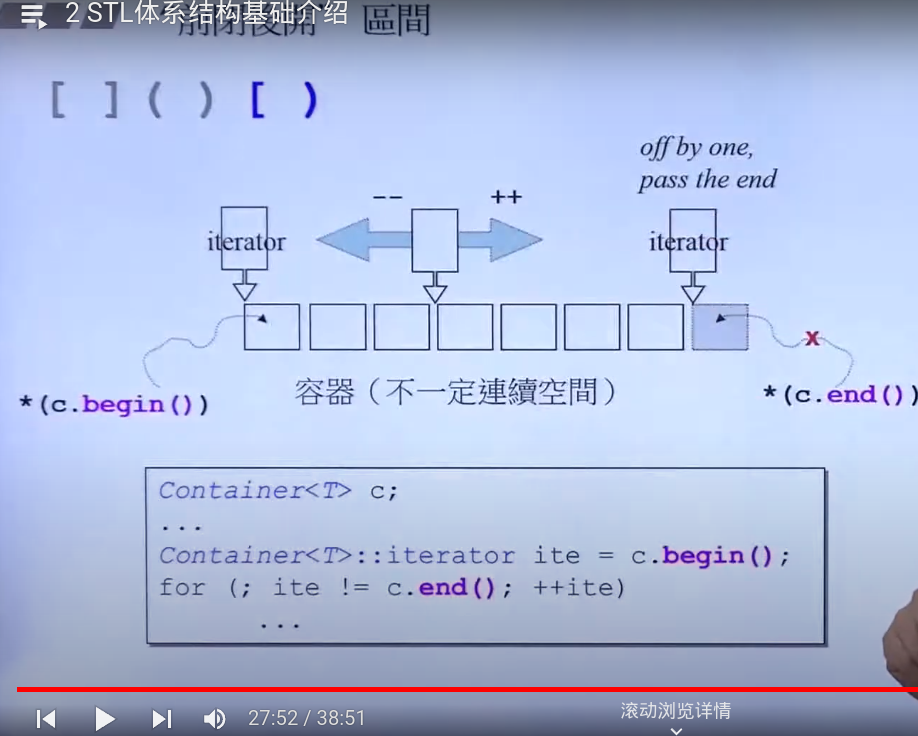 2 STL体系结构基础介绍
“前閉後開” 區間
[ ] ( ) [ )
off by one,
pass the end
-- ++
iterator iterator
x
*(c.begin()) 容器（不一定連續空間） *(c.end())
Container<T> c;
...
Container<T>::iterator ite = c.begin();
for (; ite != c.end(); ++ite)
...
27:52 / 38:51 滚动浏览详情